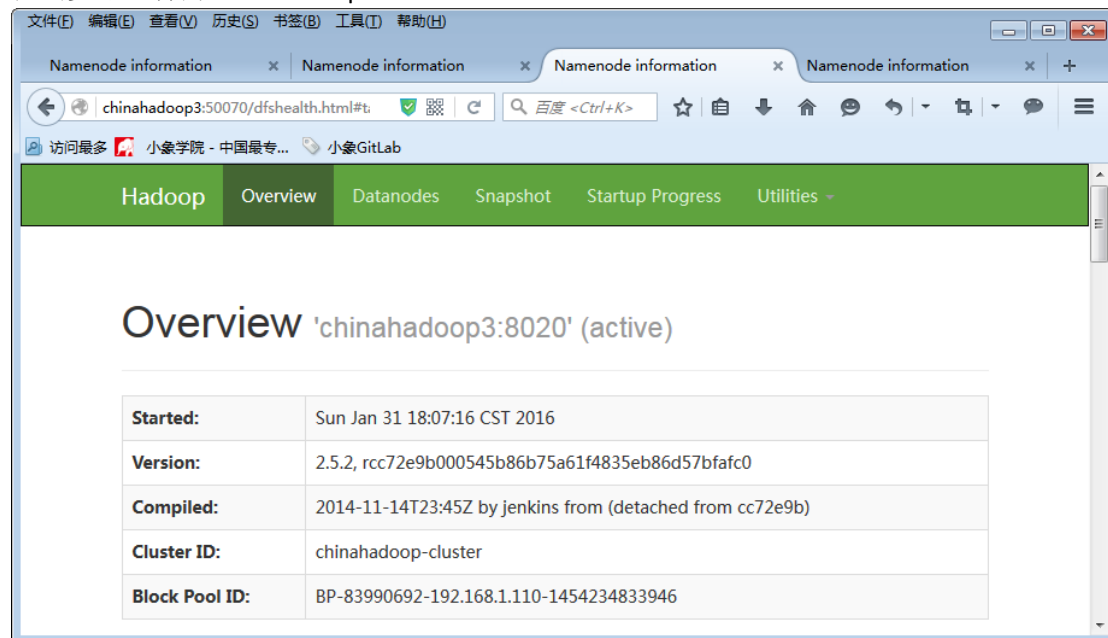 文件(F) 编辑(E) 查看(V) 历史(S) 书签(B) 工具(T) 帮助(H)
Namenode information × Namenode information × Namenode information × Namenode information × +
chinahadoop3:50070/dfshealth.html#ta 百度 <Ctrl+K>
访问最多 小象学院 - 中国最专... 小象GitLab
Hadoop Overview Datanodes Snapshot Startup Progress Utilities
Overview 'chinahadoop3:8020' (active)
Started: Sun Jan 31 18:07:16 CST 2016
Version: 2.5.2, rcc72e9b000545b86b75a61f4835eb86d57bfafc0
Compiled: 2014-11-14T23:45Z by jenkins from (detached from cc72e9b)
Cluster ID: chinahadoop-cluster
Block Pool ID: BP-83990692-192.168.1.110-1454234833946